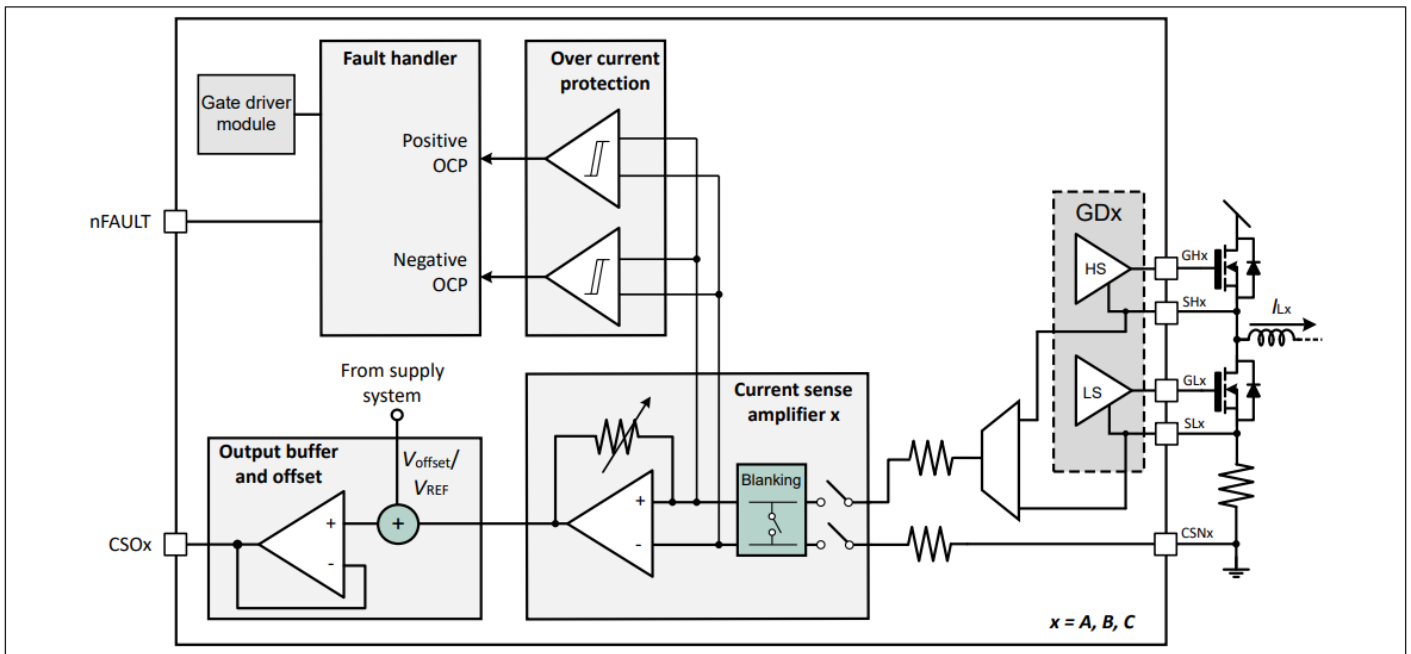 Fault handler
Over current
protection
Gate driver
module
Positive
OCP
nFAULT
Negative
OCP
GDx
HS
GHx
SHx
ILx
LS
GLx
SLx
From supply
system
Current sense
amplifier x
Output buffer
and offset
Voffset/
VREF
Blanking
+
-
+
-
+
CSOx
CSNx
x = A, B, C